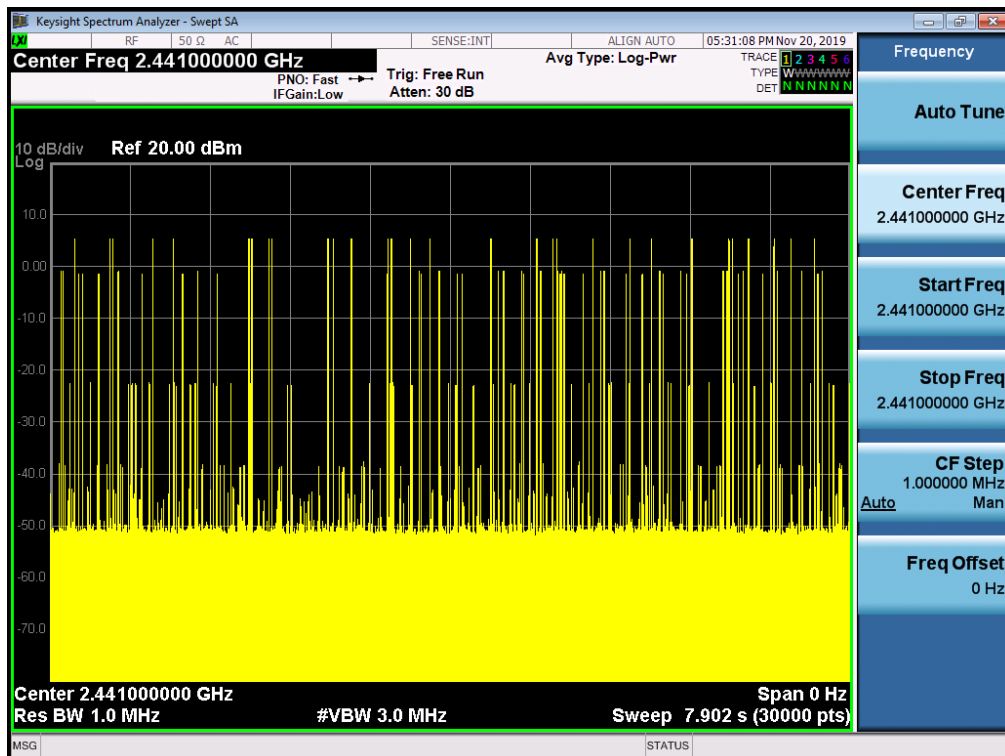 Keysight Spectrum Analyzer - Swept SA
LXI RF 50 Ω AC SENSE:INT ALIGN AUTO 05:31:08 PM Nov 20, 2019
Center Freq 2.441000000 GHz Avg Type: Log-Pwr TRACE 1 2 3 4 5 6
PNO: Fast Trig: Free Run TYPE WWWWWW
IFGain:Low Atten: 30 dB DET N N N N N N
10 dB/div Ref 20.00 dBm
Log
10.0
0.00
-10.0
-20.0
-30.0
-40.0
-50.0
-60.0
-70.0
Center 2.441000000 GHz Span 0 Hz
Res BW 1.0 MHz #VBW 3.0 MHz Sweep 7.902 s (30000 pts)
MSG STATUS
Frequency
Auto Tune
Center Freq
2.441000000 GHz
Start Freq
2.441000000 GHz
Stop Freq
2.441000000 GHz
CF Step
1.000000 MHz
Auto Man
Freq Offset
0 Hz